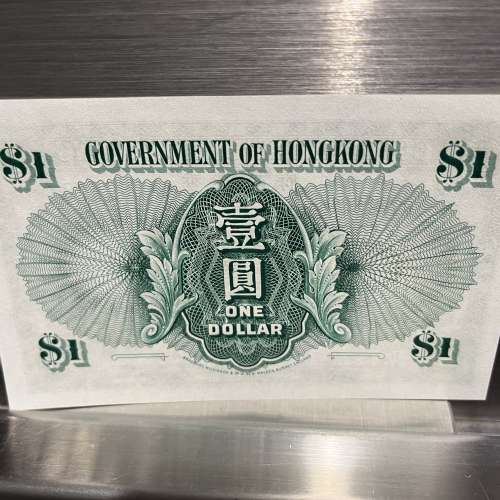 $1 GOVERNMENT OF HONGKONG $1
壹
圓
ONE
DOLLAR
$1 $1